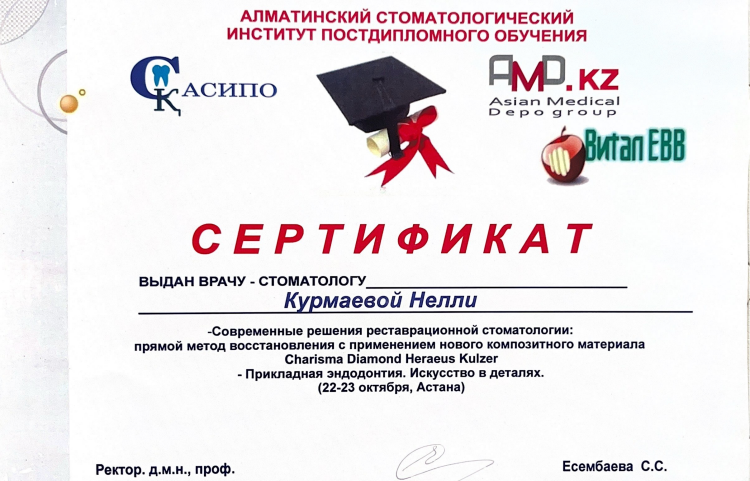 АЛМАТИНСКИЙ СТОМАТОЛОГИЧЕСКИЙ
ИНСТИТУТ ПОСТДИПЛОМНОГО ОБУЧЕНИЯ
СК АСИПО
AMD.KZ
Asian Medical
Depo group
Витал ЕВВ
СЕРТИФИКАТ
ВЫДАН ВРАЧУ - СТОМАТОЛОГУ
Курмаевой Нелли
-Современные решения реставрационной стоматологии:
прямой метод восстановления с применением нового композитного материала
Charisma Diamond Heraeus Kulzer
- Прикладная эндодонтия. Искусство в деталях.
(22-23 октября, Астана)
Ректор. д.м.н., проф.
Есембаева С.С.